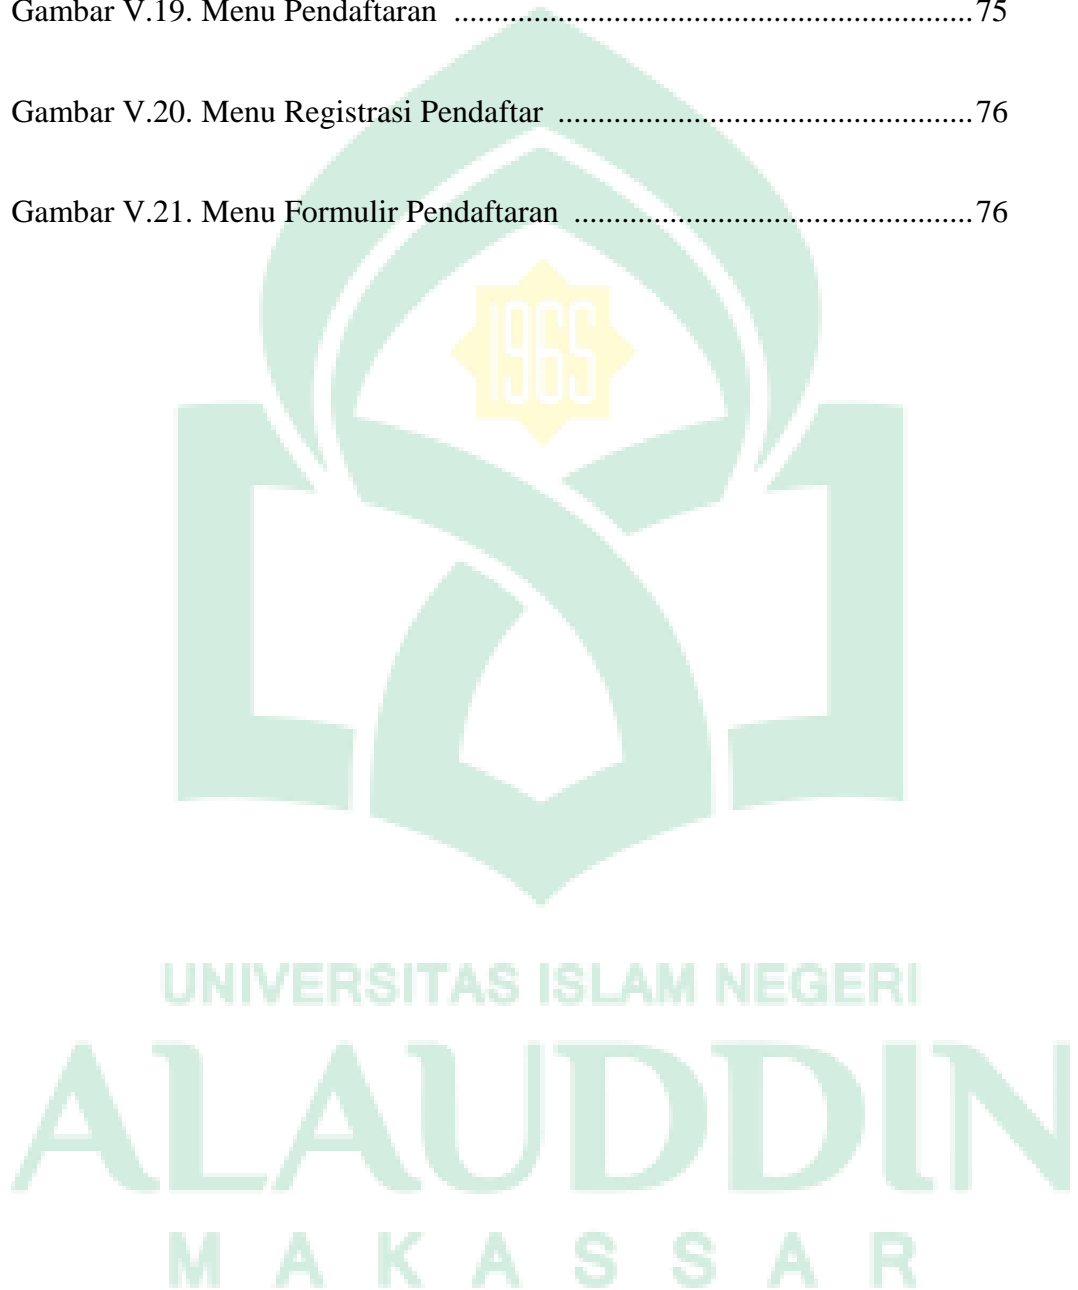 Gambar V.19. Menu Pendaftaran ................................................................. 75
Gambar V.20. Menu Registrasi Pendaftar .................................................... 76
Gambar V.21. Menu Formulir Pendaftaran .................................................. 76
1965
UNIVERSITAS ISLAM NEGERI
ALAUDDIN
MAKASSAR